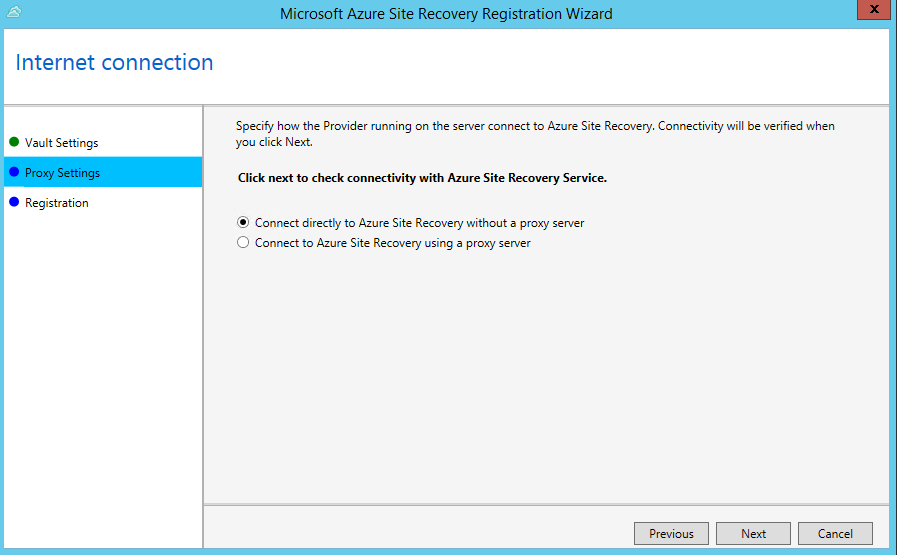 Microsoft Azure Site Recovery Registration Wizard
x
Internet connection
Vault Settings
Proxy Settings
Registration
Specify how the Provider running on the server connect to Azure Site Recovery. Connectivity will be verified when
you click Next.
Click next to check connectivity with Azure Site Recovery Service.
Connect directly to Azure Site Recovery without a proxy server
Connect to Azure Site Recovery using a proxy server
Previous
Next
Cancel